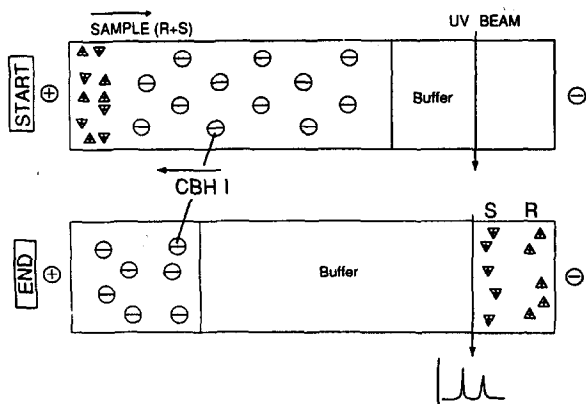 SAMPLE (R+S)
UV BEAM
START
+
Buffer
−
CBH I
S R
END
+
Buffer
−